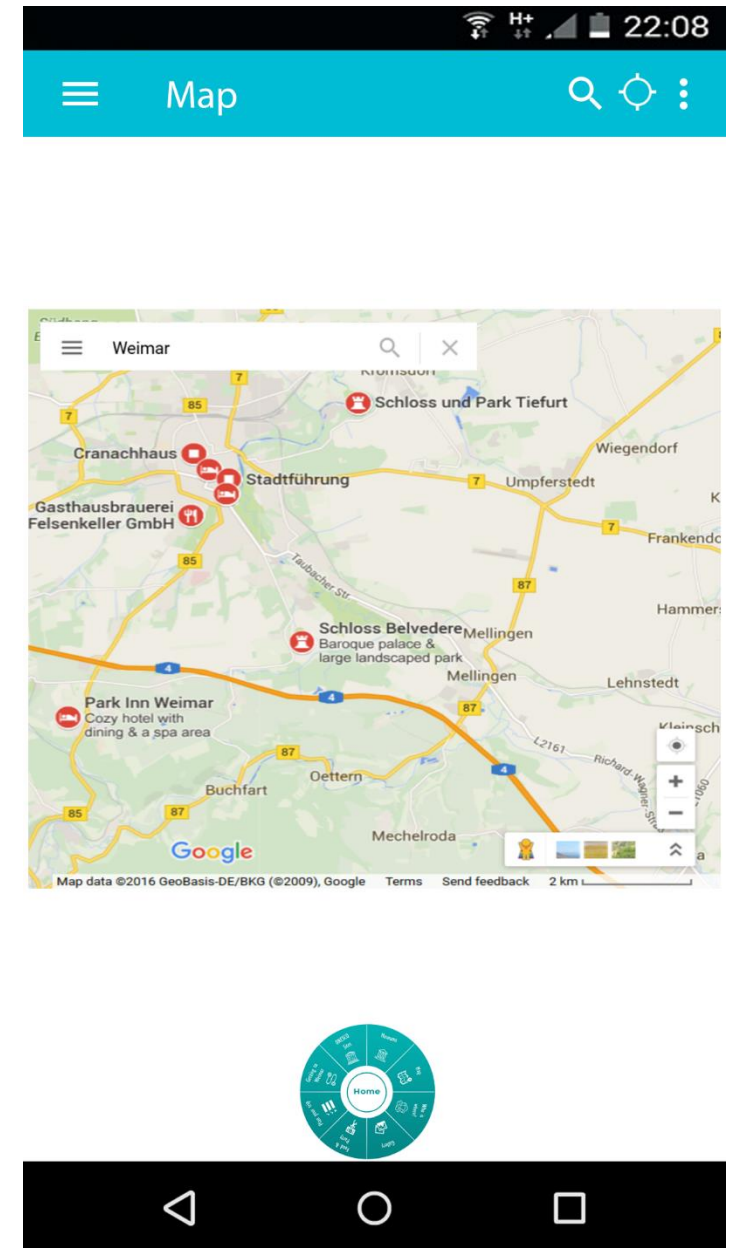 H+ 22:08
Map
Weimar
Kromsdorf
7
85
Schloss und Park Tiefurt
7
Cranachhaus
Wiegendorf
Stadtführung
7
Umpferstedt
Gasthausbrauerei
Felsenkeller GmbH
7
Frankendo
85
Taubacher Str
87
Hammer
Schloss Belvedere
Mellingen
Baroque palace &
large landscaped park
4
Mellingen
4
Lehnstedt
Park Inn Weimar
Cozy hotel with
dining & a spa area
87
Kleinsch
L2161
Richard-Wagner-Str
87
4
Oettern
Buchfart
85
87
Mechelroda
Google
Map data ©2016 GeoBasis-DE/BKG (©2009), Google Terms Send feedback 2 km
Home